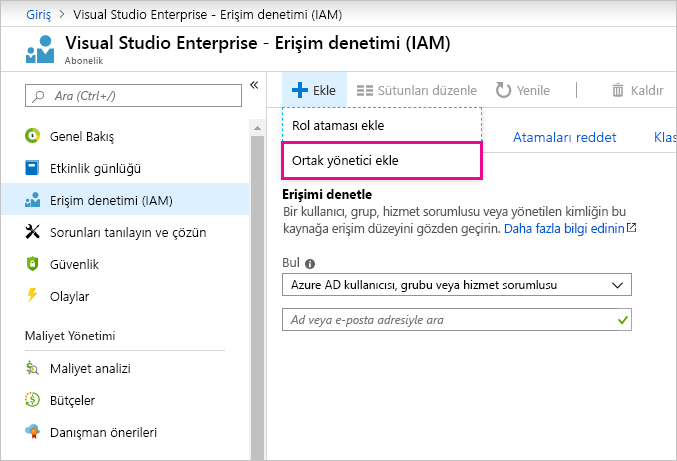 Giriş > Visual Studio Enterprise - Erişim denetimi (IAM)
Visual Studio Enterprise - Erişim denetimi (IAM)
Abonelik
Ara (Ctrl+/)
«
Genel Bakış
Etkinlik günlüğü
Erişim denetimi (IAM)
Sorunları tanılayın ve çözün
Güvenlik
Olaylar
Maliyet Yönetimi
Maliyet analizi
Bütçeler
Danışman önerileri
+ Ekle
Sütunları düzenle
Yenile
Kaldır
Rol ataması ekle
Ortak yönetici ekle
Atamaları reddet
Klas
Erişimi denetle
Bir kullanıcı, grup, hizmet sorumlusu veya yönetilen kimliğin bu
kaynağa erişim düzeyini gözden geçirin. Daha fazla bilgi edinin
Bul
Azure AD kullanıcısı, grubu veya hizmet sorumlusu
Ad veya e-posta adresiyle ara